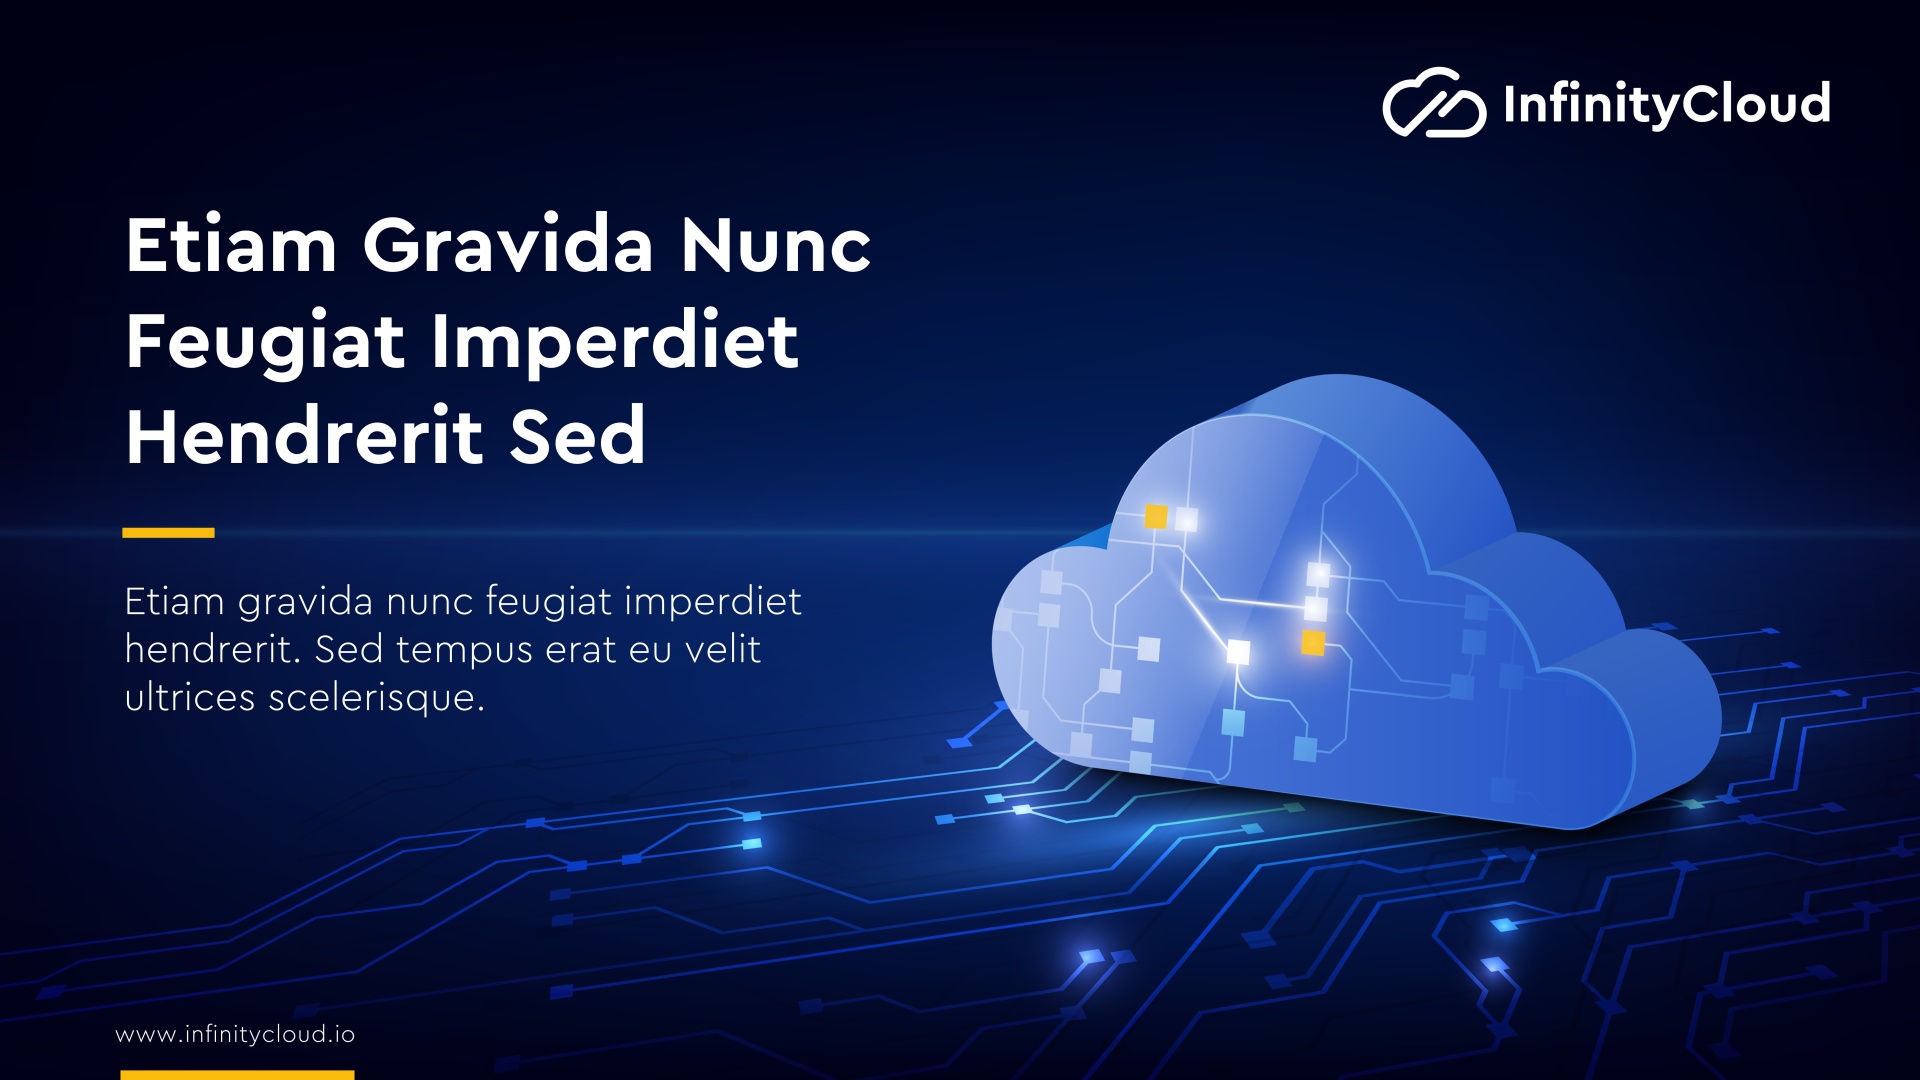 InfinityCloud
Etiam Gravida Nunc
Feugiat Imperdiet
Hendrerit Sed
Etiam gravida nunc feugiat imperdiet
hendrerit. Sed tempus erat eu velit
ultrices scelerisque.
www.infinitycloud.io